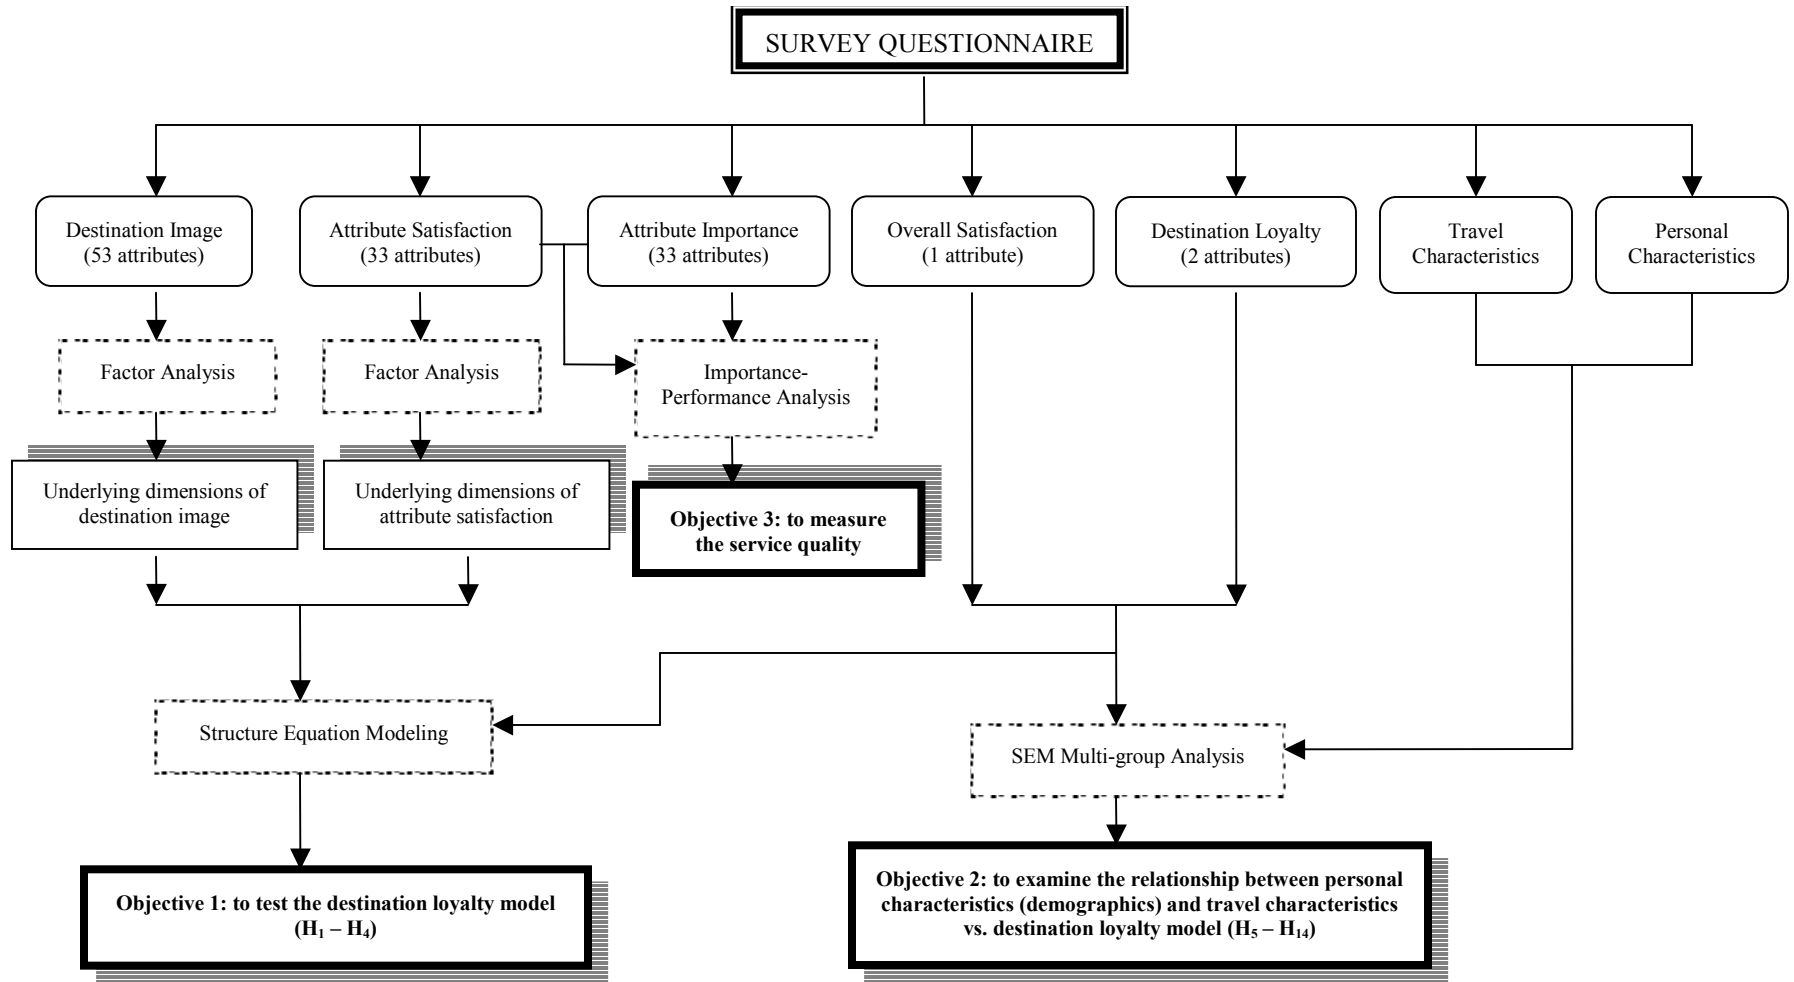 SURVEY QUESTIONNAIRE
Destination Image
(53 attributes)
Attribute Satisfaction
(33 attributes)
Attribute Importance
(33 attributes)
Overall Satisfaction
(1 attribute)
Destination Loyalty
(2 attributes)
Travel
Characteristics
Personal
Characteristics
Factor Analysis
Factor Analysis
Importance-
Performance Analysis
Underlying dimensions of
destination image
Underlying dimensions of
attribute satisfaction
Objective 3: to measure
the service quality
Structure Equation Modeling
SEM Multi-group Analysis
Objective 1: to test the destination loyalty model
(H₁ – H₄)
Objective 2: to examine the relationship between personal
characteristics (demographics) and travel characteristics
vs. destination loyalty model (H₅ – H₁₄)